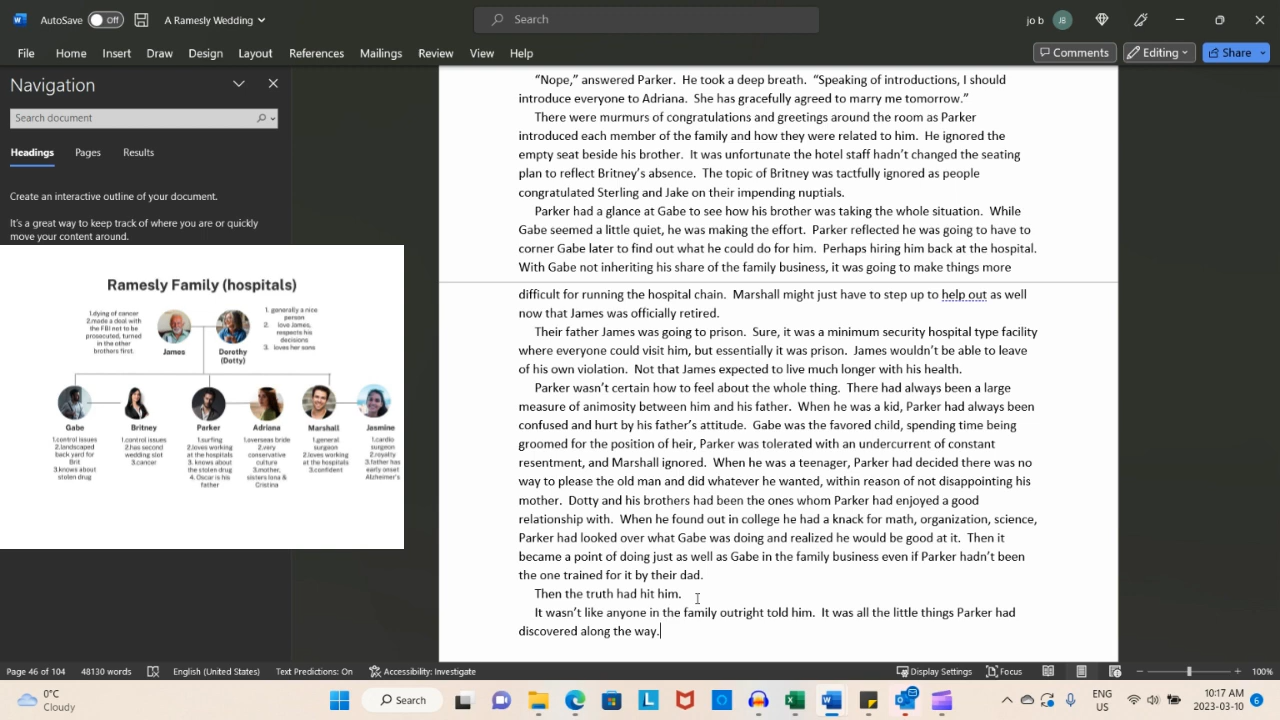 AutoSave Off A Ramesly Wedding Search jo b JB
File Home Insert Draw Design Layout References Mailings Review View Help Comments Editing Share
Navigation
Search document
Headings Pages Results
Create an interactive outline of your document.
It's a great way to keep track of where you are or quickly
move your content around.
Ramesly Family (hospitals)
1.dying of cancer
2.made a deal with
the FBI not to be
prosecuted, turned
in the other
brothers first.
James
Dorothy
(Dotty)
1. generally a nice
person
2. love James,
respects his
decisions
3. loves her sons
Gabe
1.control issues
2.landscaped
back yard for
Brit
3.knows about
stolen drug
Britney
1.control issues
2.has second
wedding slot
3.cancer
Parker
1.surfing
2.loves working
at the hospitals
3. knows about
the stolen drug
4. Oscar is his
father
Adriana
1.overseas bride
2.very
conservative
culture
3.mother,
sisters Iona &
Cristina
Marshall
1.general
surgeon
2.loves working
at the hospitals
3.confident
Jasmine
1.cardio
surgeon
2.royalty
3.father has
early onset
Alzheimer's
“Nope,” answered Parker.  He took a deep breath.  “Speaking of introductions, I should
introduce everyone to Adriana.  She has gracefully agreed to marry me tomorrow.”
There were murmurs of congratulations and greetings around the room as Parker
introduced each member of the family and how they were related to him.  He ignored the
empty seat beside his brother.  It was unfortunate the hotel staff hadn’t changed the seating
plan to reflect Britney’s absence.  The topic of Britney was tactfully ignored as people
congratulated Sterling and Jake on their impending nuptials.
Parker had a glance at Gabe to see how his brother was taking the whole situation.  While
Gabe seemed a little quiet, he was making the effort.  Parker reflected he was going to have to
corner Gabe later to find out what he could do for him.  Perhaps hiring him back at the hospital.
With Gabe not inheriting his share of the family business, it was going to make things more
difficult for running the hospital chain.  Marshall might just have to step up to help out as well
now that James was officially retired.
Their father James was going to prison.  Sure, it was a minimum security hospital type facility
where everyone could visit him, but essentially it was prison.  James wouldn’t be able to leave
of his own violation.  Not that James expected to live much longer with his health.
Parker wasn’t certain how to feel about the whole thing.  There had always been a large
measure of animosity between him and his father.  When he was a kid, Parker had always been
confused and hurt by his father’s attitude.  Gabe was the favored child, spending time being
groomed for the position of heir, Parker was tolerated with an undercurrent of constant
resentment, and Marshall ignored.  When he was a teenager, Parker had decided there was no
way to please the old man and did whatever he wanted, within reason of not disappointing his
mother.  Dotty and his brothers had been the ones whom Parker had enjoyed a good
relationship with.  When he found out in college he had a knack for math, organization, science,
Parker had looked over what Gabe was doing and realized he would be good at it.  Then it
became a point of doing just as well as Gabe in the family business even if Parker hadn’t been
the one trained for it by their dad.
Then the truth had hit him.
It wasn’t like anyone in the family outright told him.  It was all the little things Parker had
discovered along the way.
Page 46 of 104 48130 words English (United States) Text Predictions: On Accessibility: Investigate Display Settings Focus 100%
0°C
Cloudy
Search
ENG
US
10:17 AM
2023-03-10
6